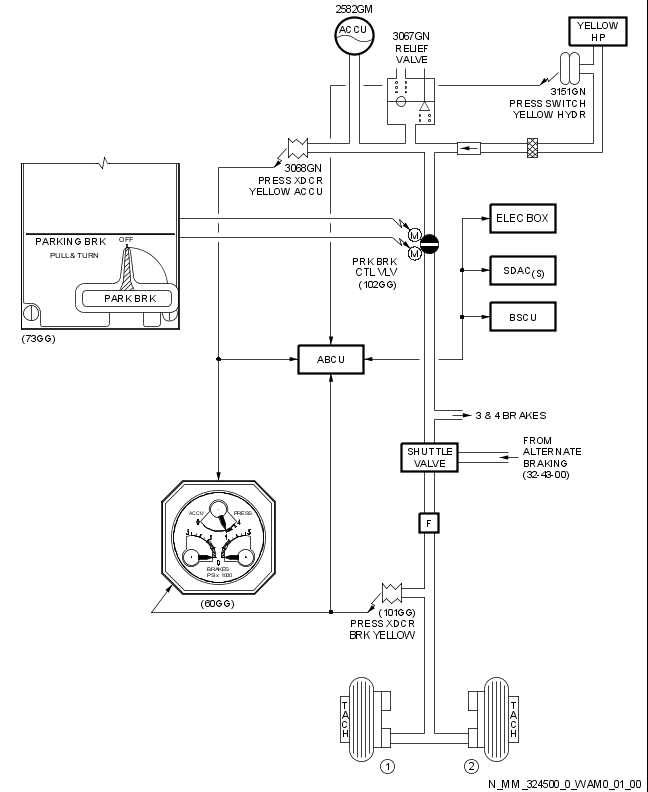 2582GM
ACCU
3067GN
RELIEF
VALVE
YELLOW
HP
3151GN
PRESS SWITCH
YELLOW HYDR
3068GN
PRESS XDCR
YELLOW ACCU
PARKING BRK
OFF
PULL & TURN
PARK BRK
(73GG)
M
M
PRK BRK
CTL VLV
(102GG)
ELEC BOX
SDAC(S)
BSCU
ABCU
3 & 4 BRAKES
SHUTTLE
VALVE
FROM
ALTERNATE
BRAKING
(32-43-00)
F
ACCU PRESS
0 4
3 1 1 3
0
BRAKES
PSI x 1000
(60GG)
(101GG)
PRESS XDCR
BRK YELLOW
TACH
TACH
1
2
N_MM_324500_0_WAM0_01_00